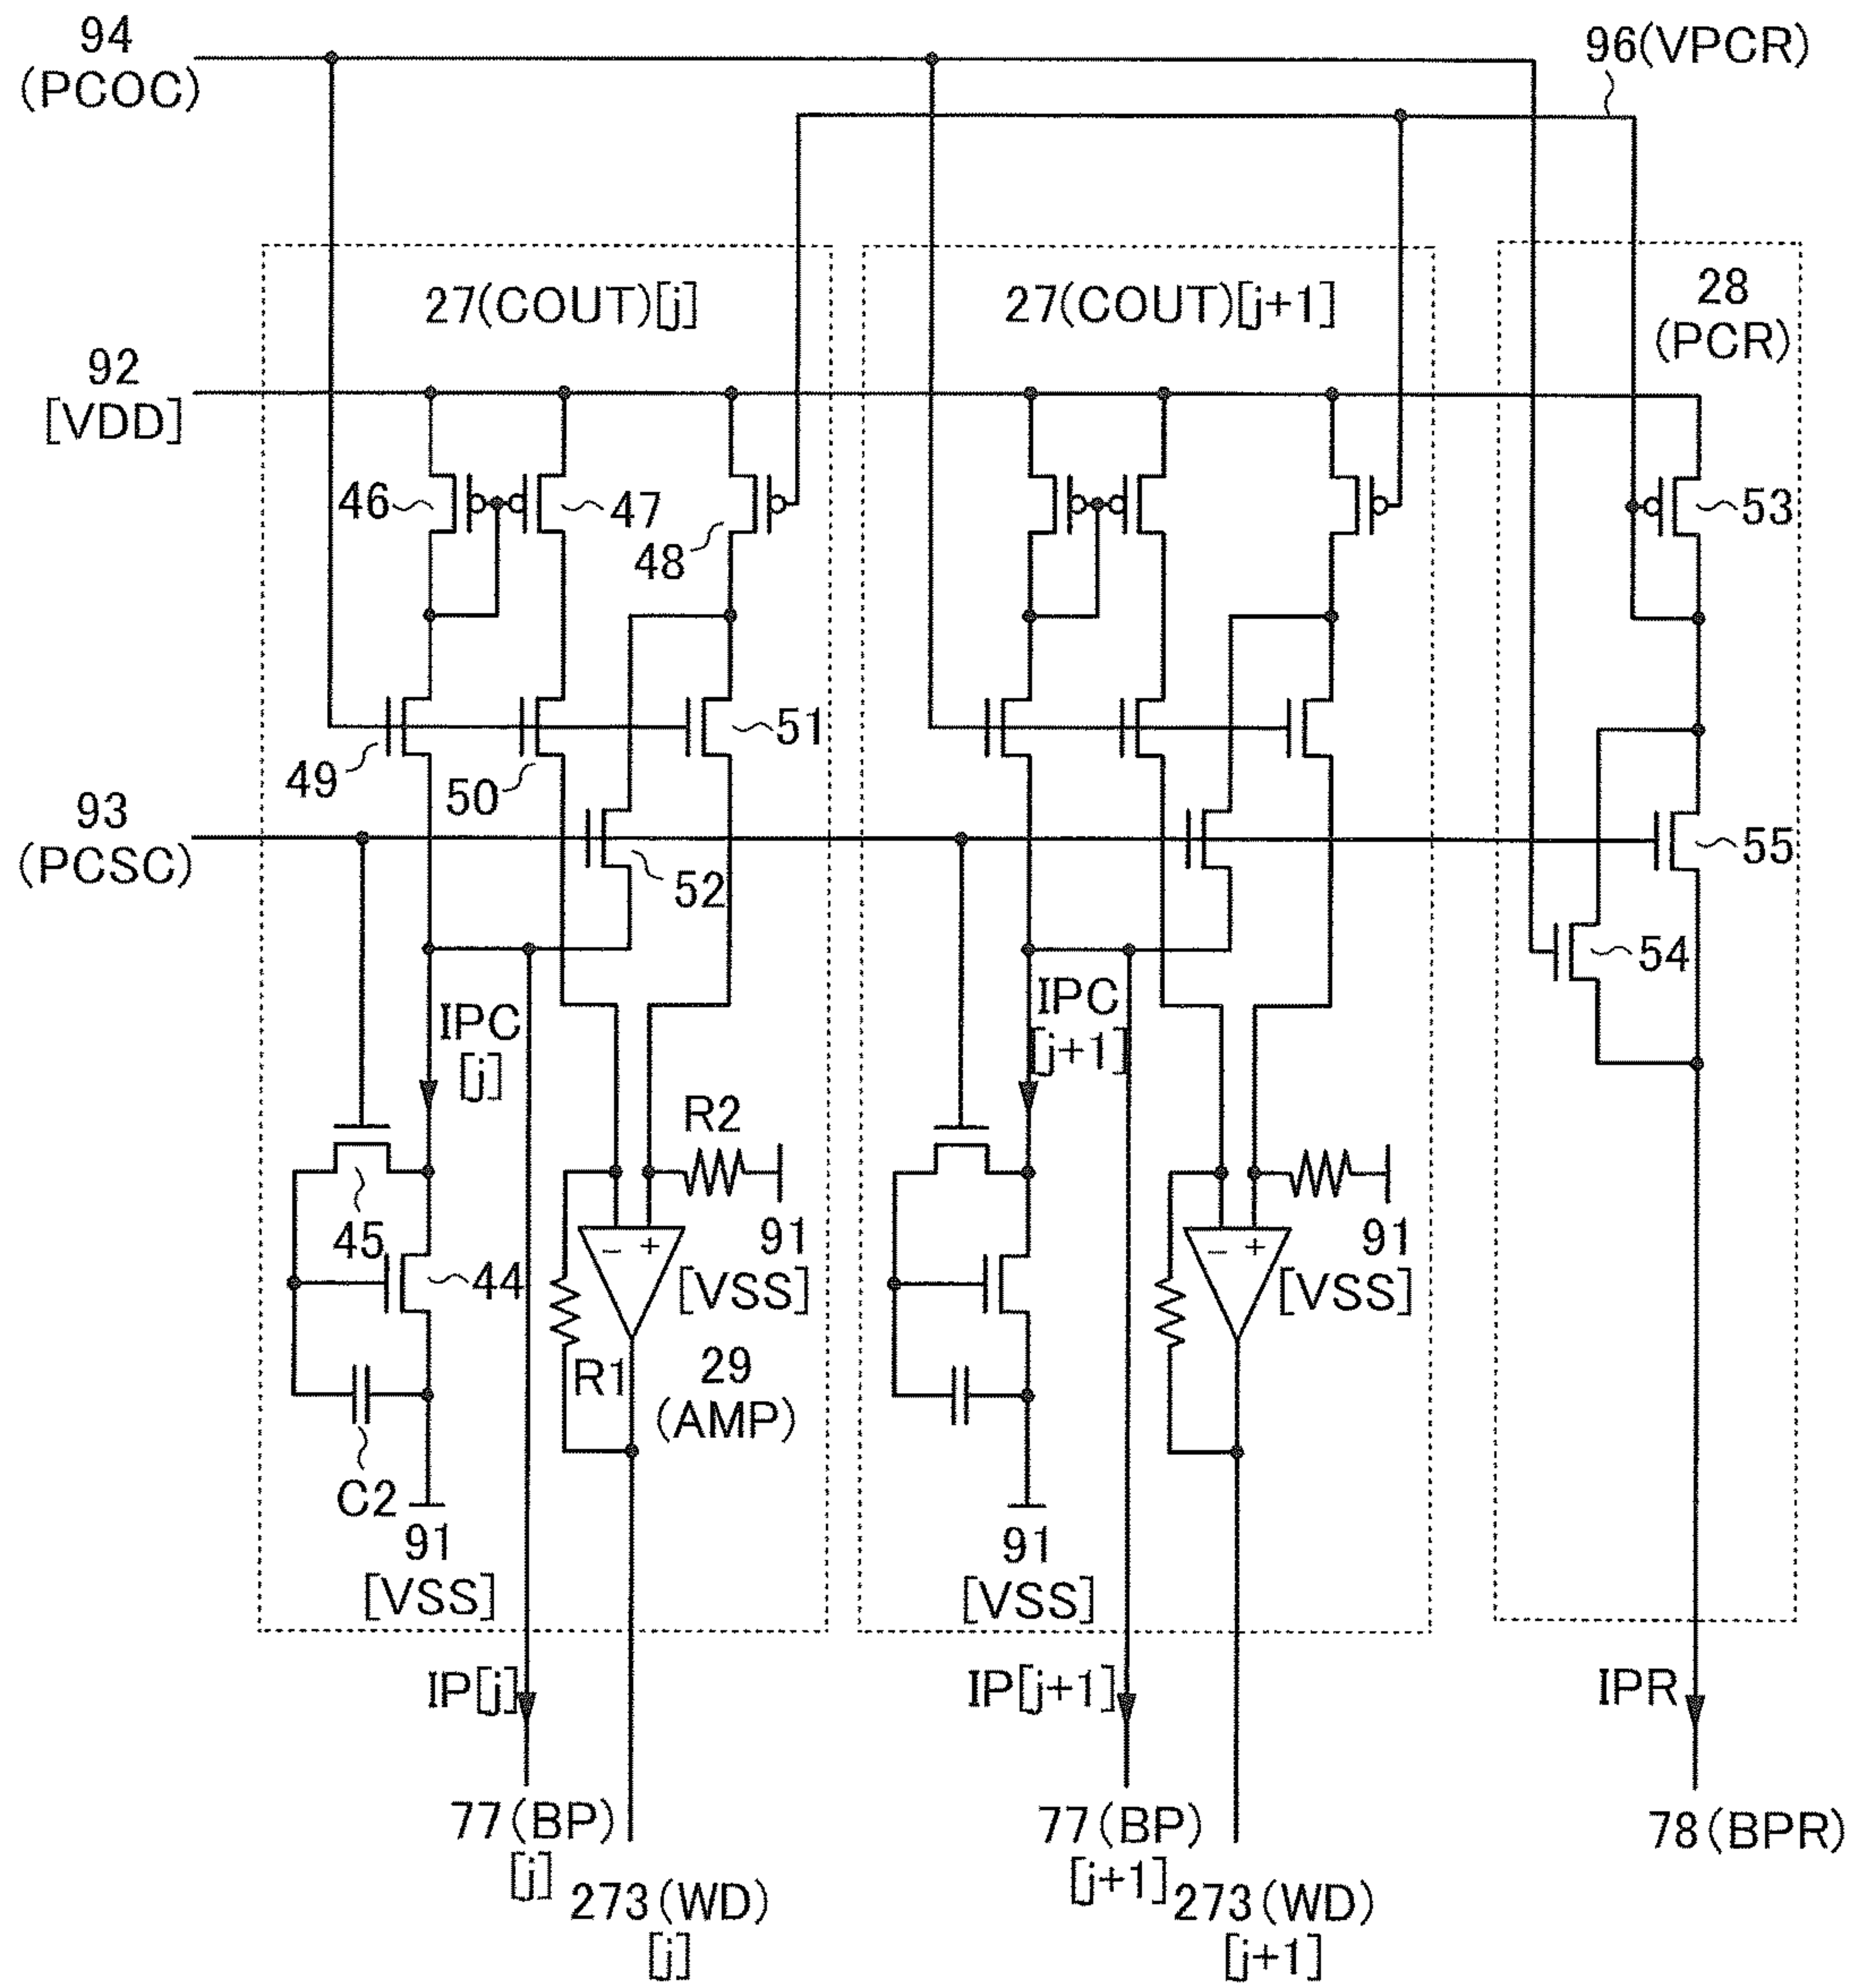 94
(PCOC)
96(VPCR)
27(COUT)[j]
27(COUT)[j+1]
28
(PCR)
92
[VDD]
46
47
48
53
49
50
51
93
(PCSC)
52
55
54
IPC
[j]
IPC
[j+1]
R2
45
44
91
[VSS]
91
[VSS]
R1
29
(AMP)
C2
91
[VSS]
91
[VSS]
− +
− +
IP[j]
IP[j+1]
IPR
77(BP)
[j]
273(WD)
[j]
77(BP)
[j+1]
273(WD)
[j+1]
78(BPR)